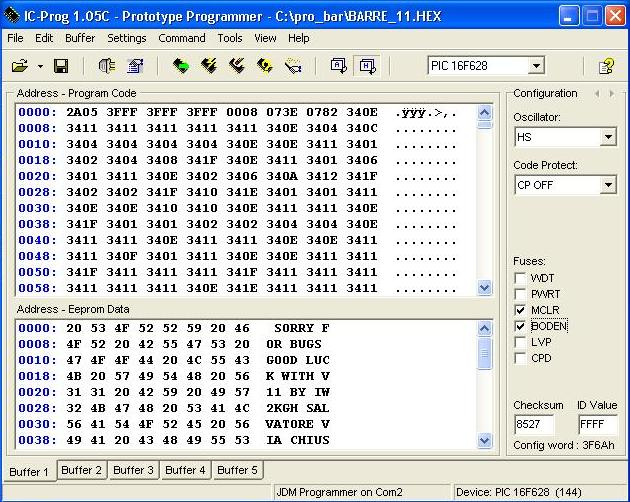 IC-Prog 1.05C - Prototype Programmer - C:\pro_bar\BARRE_11.HEX
File Edit Buffer Settings Command Tools View Help
PIC 16F628
Address - Program Code
0000: 2A05 3FFF 3FFF 3FFF 0008 073E 0782 340E .ÿÿÿ.>‚.
0008: 3411 3411 3411 3411 3411 340E 3404 340C ........
0010: 3404 3404 3404 3404 340E 340E 3411 3401 ........
0018: 3402 3404 3408 341F 340E 3411 3401 3406 ........
0020: 3401 3411 340E 3402 3406 340A 3412 341F ........
0028: 3402 3402 341F 3410 341E 3401 3401 3411 ........
0030: 340E 340E 3410 3410 340E 3411 3411 340E ........
0038: 341F 3401 3401 3402 3402 3404 3404 340E ........
0040: 3411 3411 340E 3411 3411 340E 340E 3411 ........
0048: 3411 340F 3401 3411 340E 340E 3411 3411 ........
0050: 341F 3411 3411 3411 341F 3411 3411 3411 ........
0058: 3411 3411 340E 3411 341E 340E 3411 3411 ........
Address - Eeprom Data
0000: 20 53 4F 52 52 59 20 46  SORRY F
0008: 4F 52 20 42 55 47 53 20 OR BUGS
0010: 47 4F 4F 44 20 4C 55 43 GOOD LUC
0018: 4B 20 57 49 54 48 20 56 K WITH V
0020: 31 31 20 42 59 20 49 57 11 BY IW
0028: 32 4B 47 48 20 53 41 4C 2KGH SAL
0030: 56 41 54 4F 52 45 20 56 VATORE V
0038: 49 41 20 43 48 49 55 53 IA CHIUS
Configuration
Oscillator:
HS
Code Protect:
CP OFF
Fuses:
WDT
PWRT
MCLR
BODEN
LVP
CPD
Checksum ID Value
8527 FFFF
Config word : 3F6Ah
Buffer 1 Buffer 2 Buffer 3 Buffer 4 Buffer 5
JDM Programmer on Com2 Device: PIC 16F628 (144)